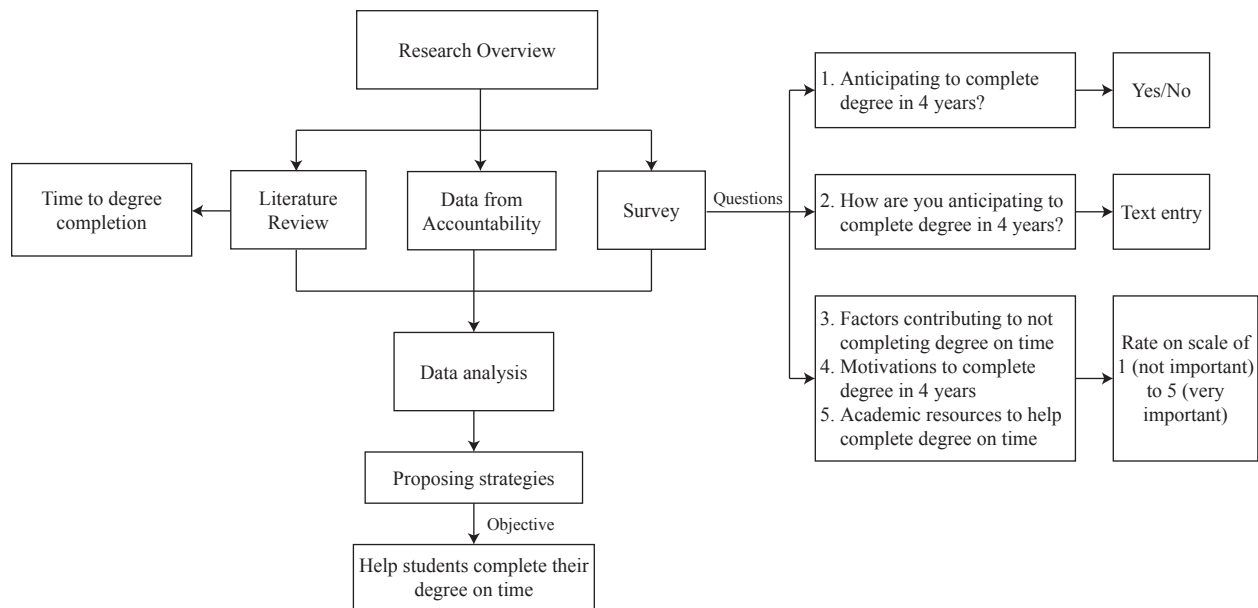 Research Overview
Time to degree
completion
Literature
Review
Data from
Accountability
Survey
Questions
1. Anticipating to complete
degree in 4 years?
Yes/No
2. How are you anticipating to
complete degree in 4 years?
Text entry
3. Factors contributing to not
completing degree on time
4. Motivations to complete
degree in 4 years
5. Academic resources to help
complete degree on time
Rate on scale of
1 (not important)
to 5 (very
important)
Data analysis
Proposing strategies
Objective
Help students complete their
degree on time